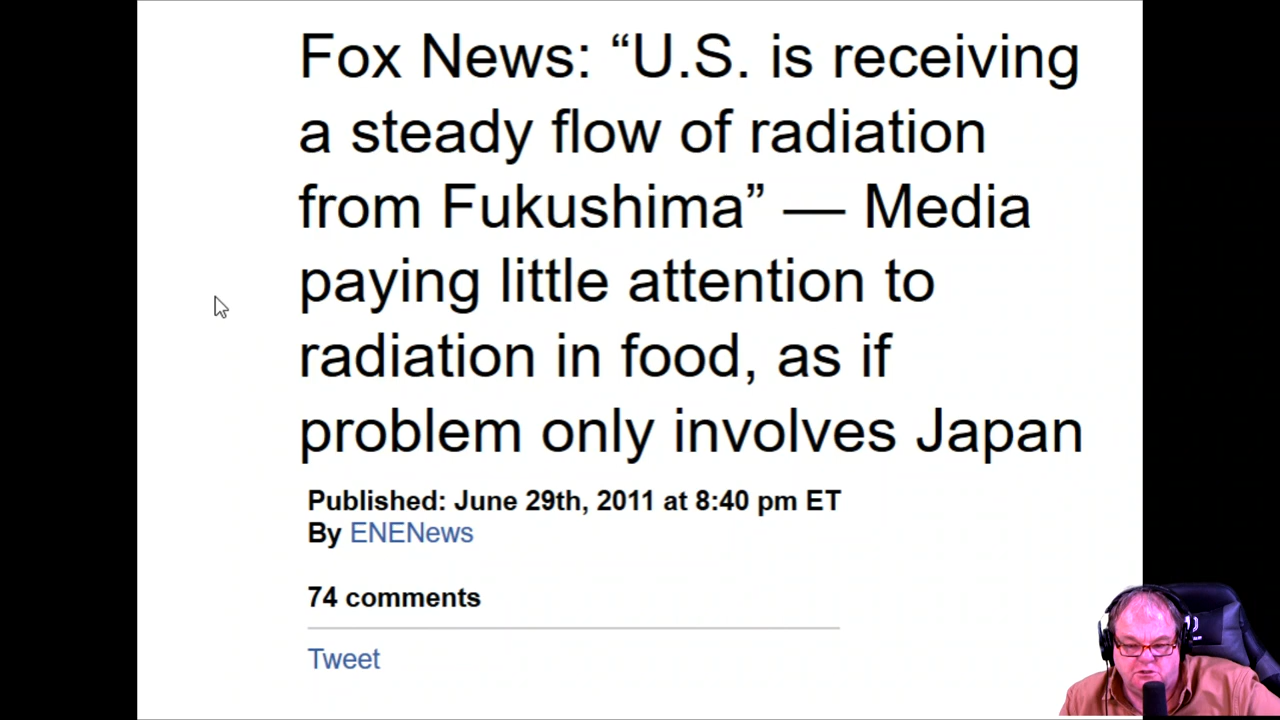 Fox News: “U.S. is receiving
a steady flow of radiation
from Fukushima” — Media
paying little attention to
radiation in food, as if
problem only involves Japan
Published: June 29th, 2011 at 8:40 pm ET
By ENENews
74 comments
Tweet